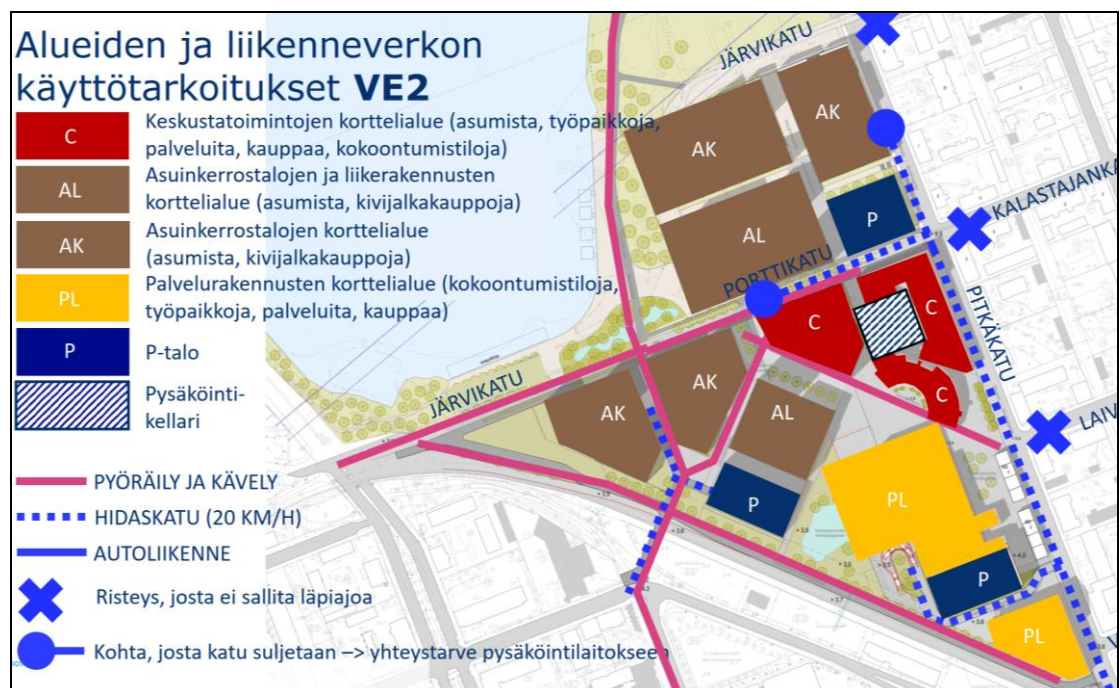 Alueiden ja liikenneverkon
käyttötarkoitukset VE2
C
Keskustatoimintojen korttelialue (asumista, työpaikkoja,
palveluita, kauppaa, kokoontumistiloja)
AL
Asuinkerrostalojen ja liikerakennusten
korttelialue (asumista, kivijalkakauppoja)
AK
Asuinkerrostalojen korttelialue
(asumista, kivijalkakauppoja)
PL
Palvelurakennusten korttelialue (kokoontumistiloja,
työpaikkoja, palveluita, kauppaa)
P
P-talo
Pysäköinti-
kellari
PYÖRÄILY JA KÄVELY
HIDASKATU (20 KM/H)
AUTOLIIKENNE
Risteys, josta ei sallita läpiajoa
Kohta, josta katu suljetaan –> yhteystarve pysäköintilaitokseen
JÄRVIKATU
AK
AK
KALASTAJANKA
AL
P
PORTTIKATU
PITKÄKATU
C
C
JÄRVIKATU
AK
AK
AL
C
LAIV
P
PL
P
PL
V